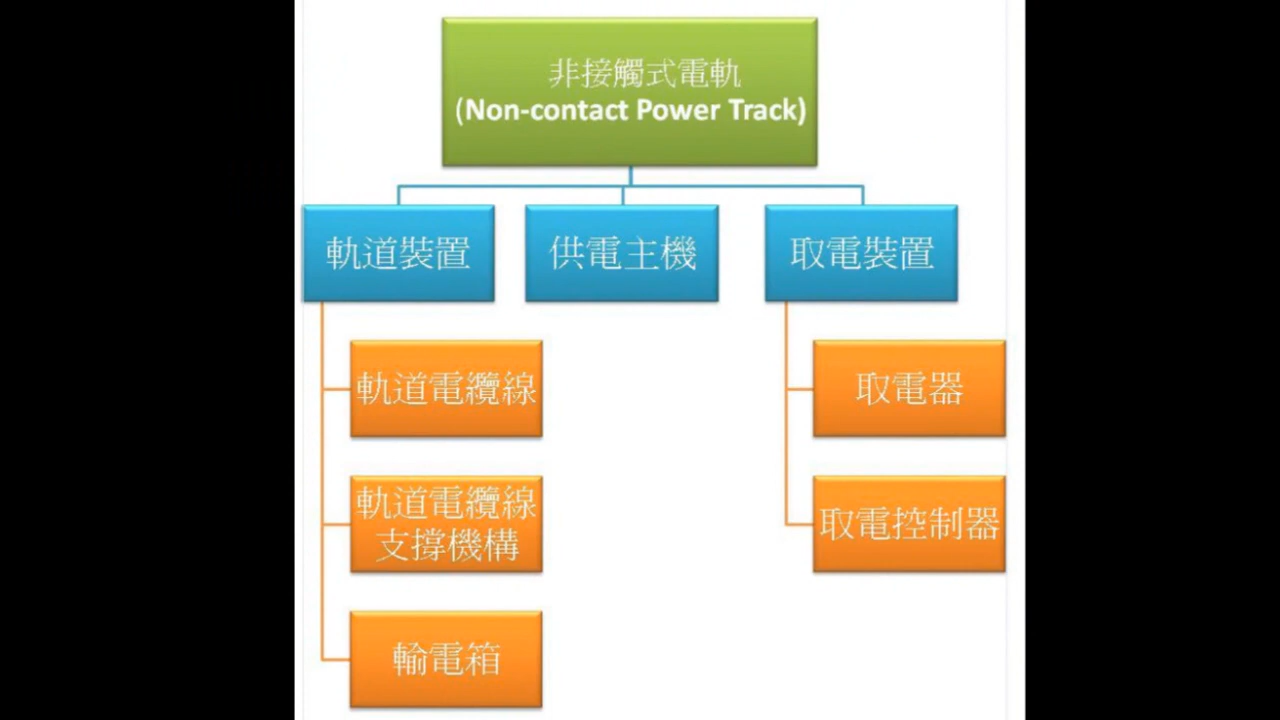 非接觸式電軌
(Non-contact Power Track)
軌道裝置
供電主機
取電裝置
軌道電纜線
取電器
軌道電纜線
支撐機構
取電控制器
輸電箱